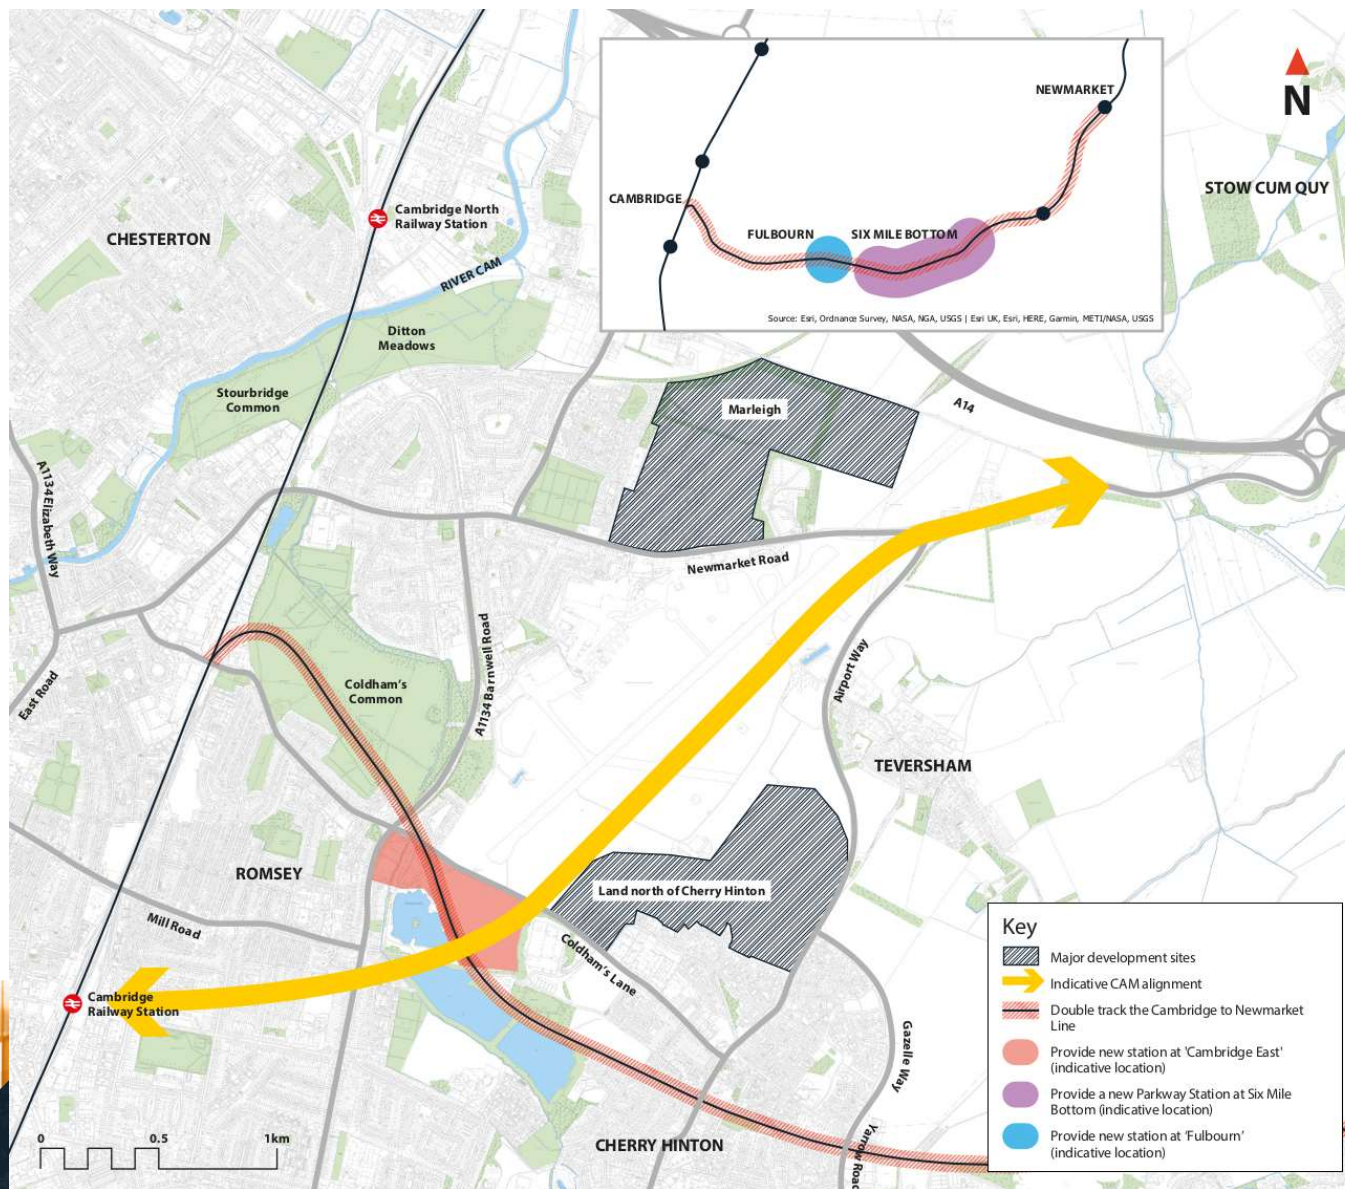 NEWMARKET
CAMBRIDGE
FULBOURN
SIX MILE BOTTOM
Source: Esri, Ordnance Survey, NASA, NGA, USGS | Esri UK, Esri, HERE, Garmin, METI/NASA, USGS
N
STOW CUM QUY
Cambridge North
Railway Station
CHESTERTON
RIVER CAM
Ditton
Meadows
Stourbridge
Common
Marleigh
A14
A1134 Elizabeth Way
Newmarket Road
A1134 Barnwell Road
Airport Way
East Road
Coldham's
Common
TEVERSHAM
ROMSEY
Land north of Cherry Hinton
Mill Road
Coldham's Lane
Cambridge
Railway Station
Gazelle Way
Yarrow Road
CHERRY HINTON
0 0.5 1km
Key
Major development sites
Indicative CAM alignment
Double track the Cambridge to Newmarket
Line
Provide new station at 'Cambridge East'
(indicative location)
Provide a new Parkway Station at Six Mile
Bottom (indicative location)
Provide new station at ‘Fulbourn’
(indicative location)